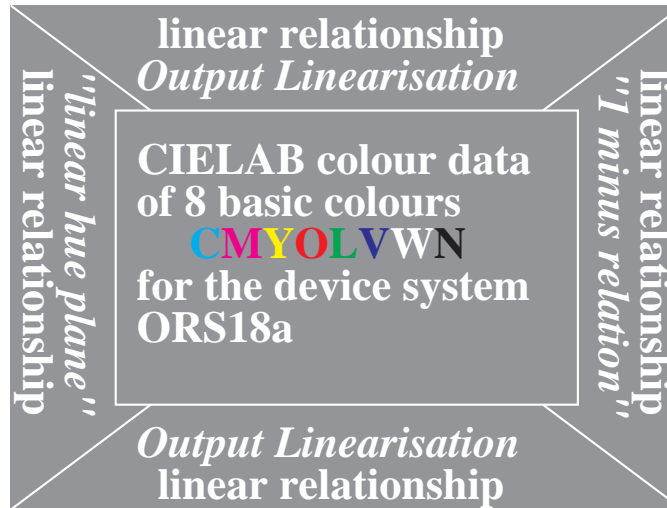 linear relationship
Output Linearisation
linear relationship
"linear hue plane"
CIELAB colour data
of 8 basic colours
CMYOLVWN
for the device system
ORS18a
linear relationship
"1 minus relation"
Output Linearisation
linear relationship